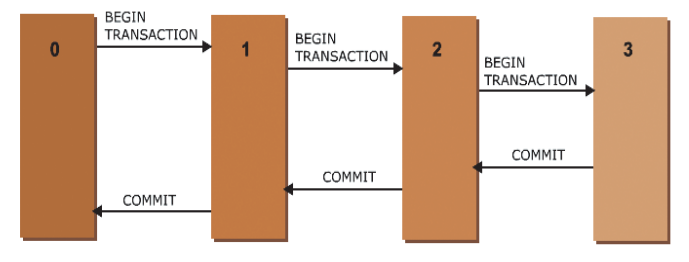 0
BEGIN
TRANSACTION
1
BEGIN
TRANSACTION
2
BEGIN
TRANSACTION
3
COMMIT
COMMIT
COMMIT